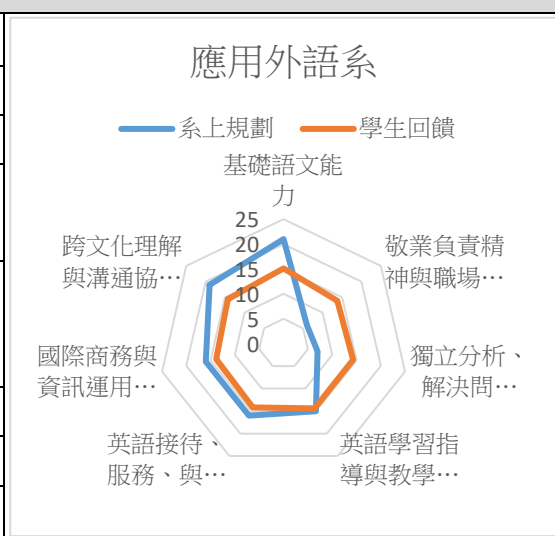 應用外語系
系上規劃
學生回饋
基礎語文能
力
25
20
15
10
5
0
敬業負責精
神與職場…
獨立分析、
解決問…
英語學習指
導與教學…
英語接待、
服務、與…
國際商務與
資訊運用…
跨文化理解
與溝通協…